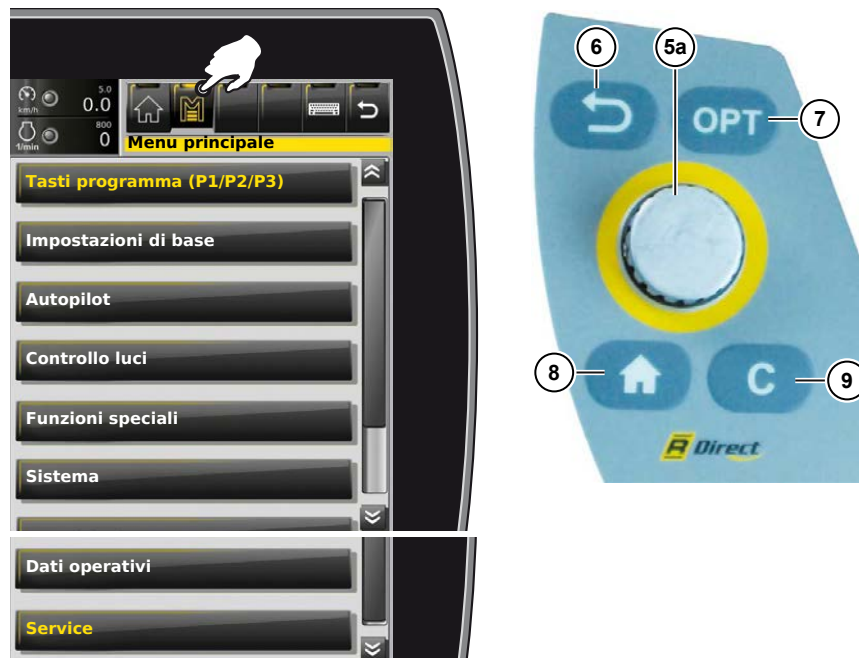 5.0
km/h
0.0
800
1/min
0
Menu principale
Tasti programma (P1/P2/P3)
Impostazioni di base
Autopilot
Controllo luci
Funzioni speciali
Sistema
Dati operativi
Service
6
5a
OPT
7
8
C
9
R Direct